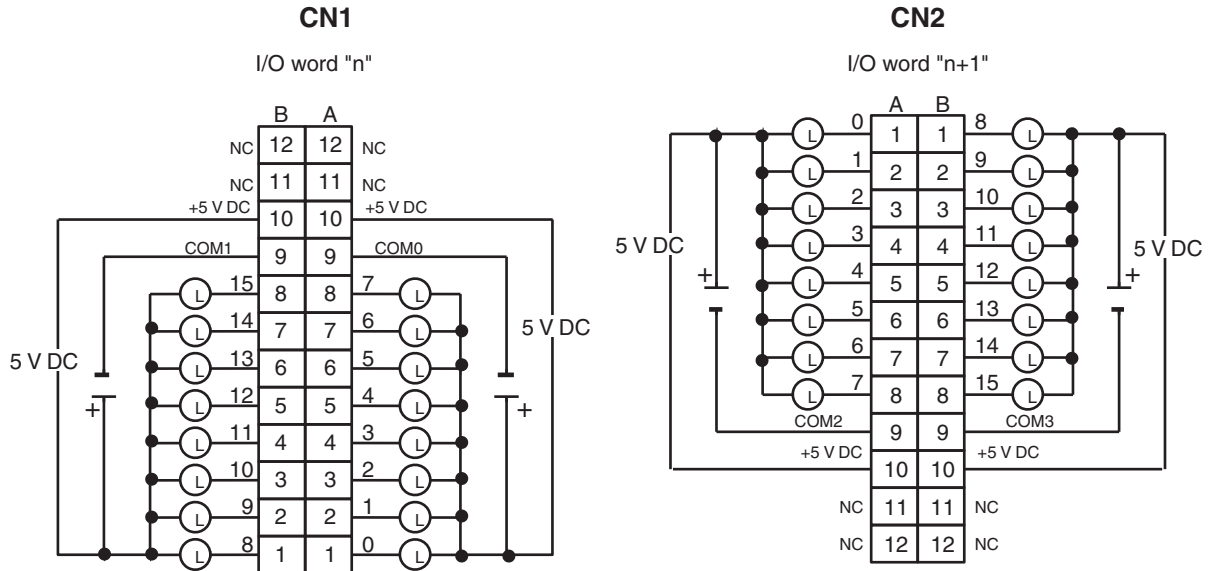 CN1
I/O word "n"
B A
NC 12 12 NC
NC 11 11 NC
+5 V DC 10 10 +5 V DC
COM1 9 9 COM0
L 15 8 8 7 L
L 14 7 7 6 L
5 V DC 5 V DC
L 13 6 6 5 L
+ L 12 5 5 4 L +
L 11 4 4 3 L
L 10 3 3 2 L
L 9 2 2 1 L
L 8 1 1 0 L
CN2
I/O word "n+1"
A B
L 0 1 1 8 L
L 1 2 2 9 L
L 2 3 3 10 L
5 V DC L 3 4 4 11 L 5 V DC
+ L 4 5 5 12 L +
L 5 6 6 13 L
L 6 7 7 14 L
L 7 8 8 15 L
COM2 9 9 COM3
+5 V DC 10 10 +5 V DC
NC 11 11 NC
NC 12 12 NC